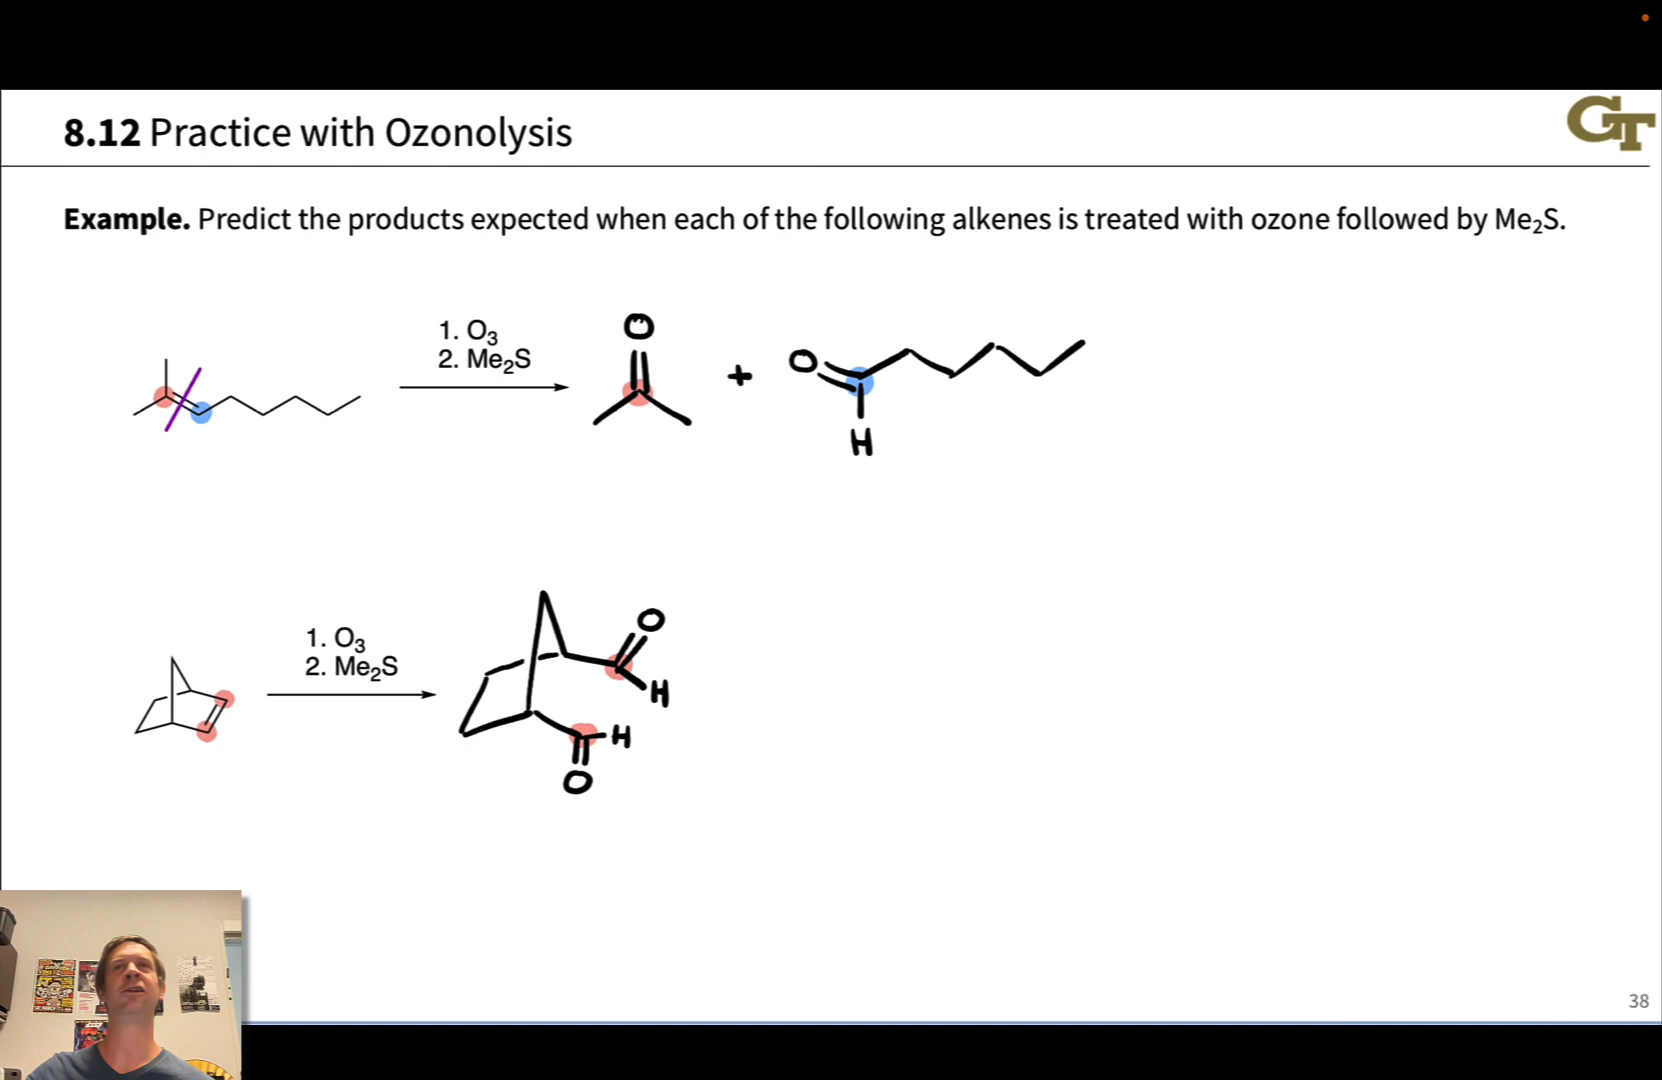 GT
8.12 Practice with Ozonolysis
Example. Predict the products expected when each of the following alkenes is treated with ozone followed by Me₂S.
1. O₃
2. Me₂S
O
+
O
H
1. O₃
2. Me₂S
O
H
H
O
38